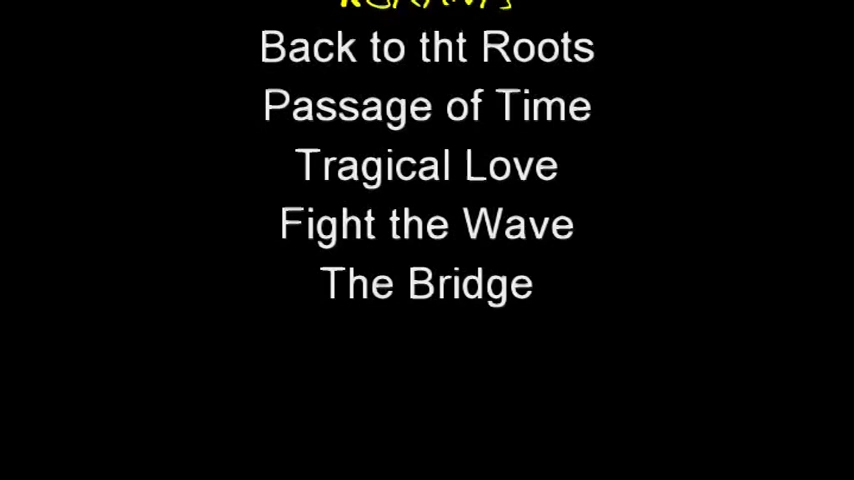 Back to tht Roots
Passage of Time
Tragical Love
Fight the Wave
The Bridge